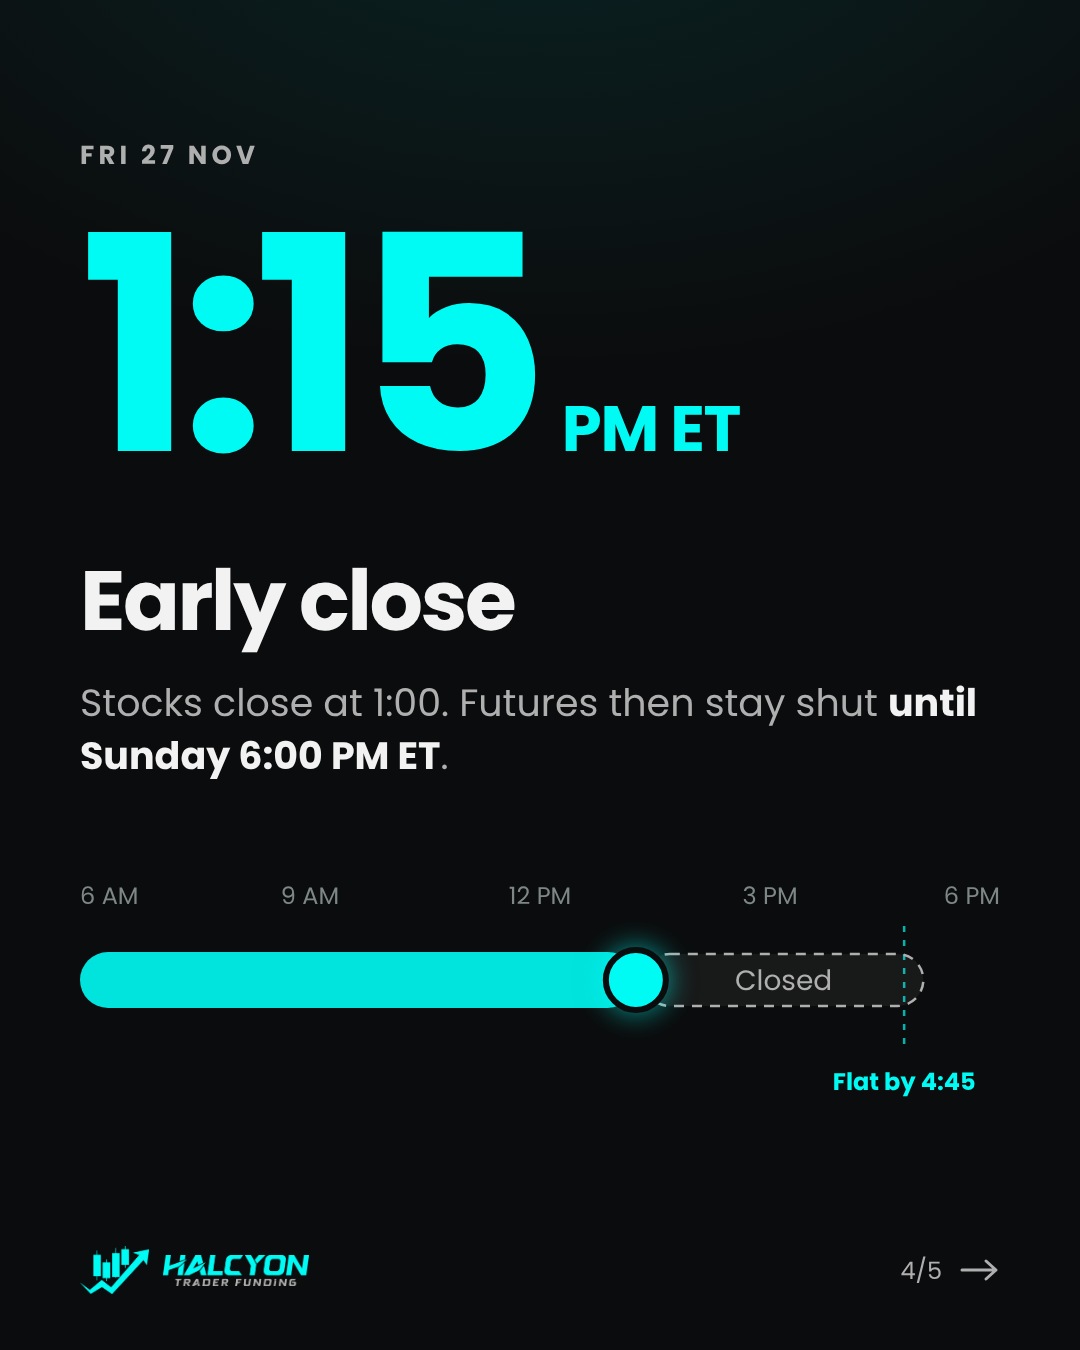 FRI 27 NOV
1:15 PM ET
Early close
Stocks close at 1:00. Futures then stay shut until
Sunday 6:00 PM ET.
6 AM 9 AM 12 PM 3 PM 6 PM
Closed
Flat by 4:45
HALCYON
TRADER FUNDING
4/5